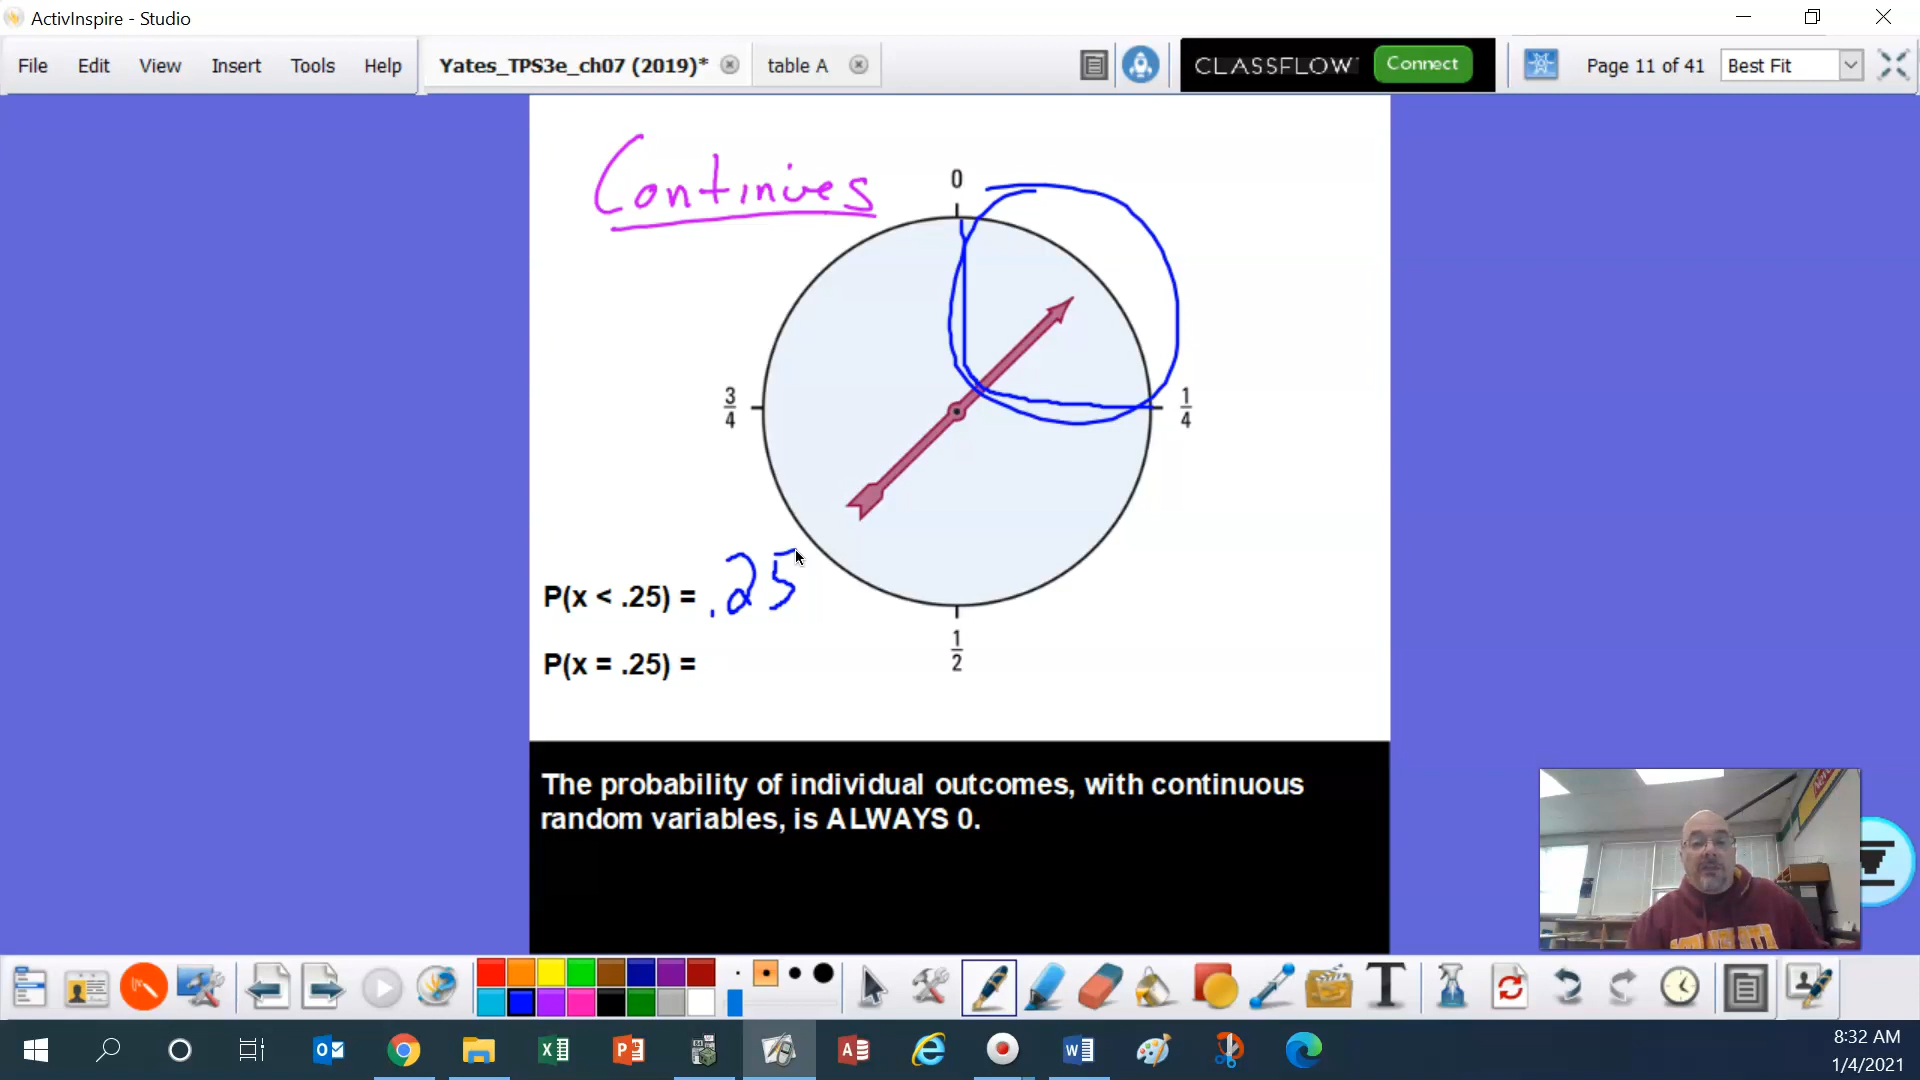 ActivInspire - Studio
File Edit View Insert Tools Help
Yates_TPS3e_ch07 (2019)*
table A
CLASSFLOW
Connect
Page 11 of 41
Best Fit
Continues
0
3/4
1/4
1/2
P(x < .25) = .25
P(x = .25) =
The probability of individual outcomes, with continuous
random variables, is ALWAYS 0.
8:32 AM
1/4/2021